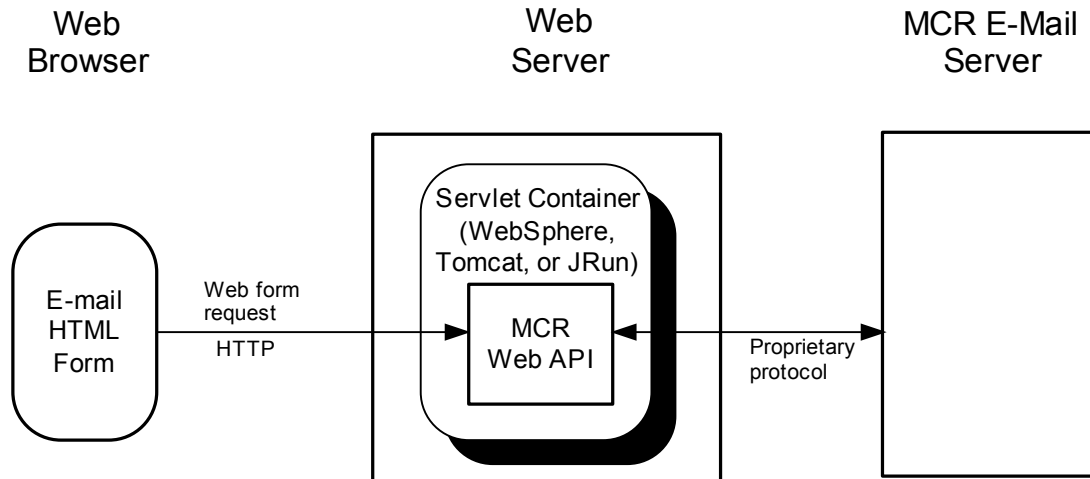 Web
Browser
Web
Server
MCR E-Mail
Server
Servlet Container
(WebSphere,
Tomcat, or JRun)
E-mail
HTML
Form
Web form
request
HTTP
MCR
Web API
Proprietary
protocol